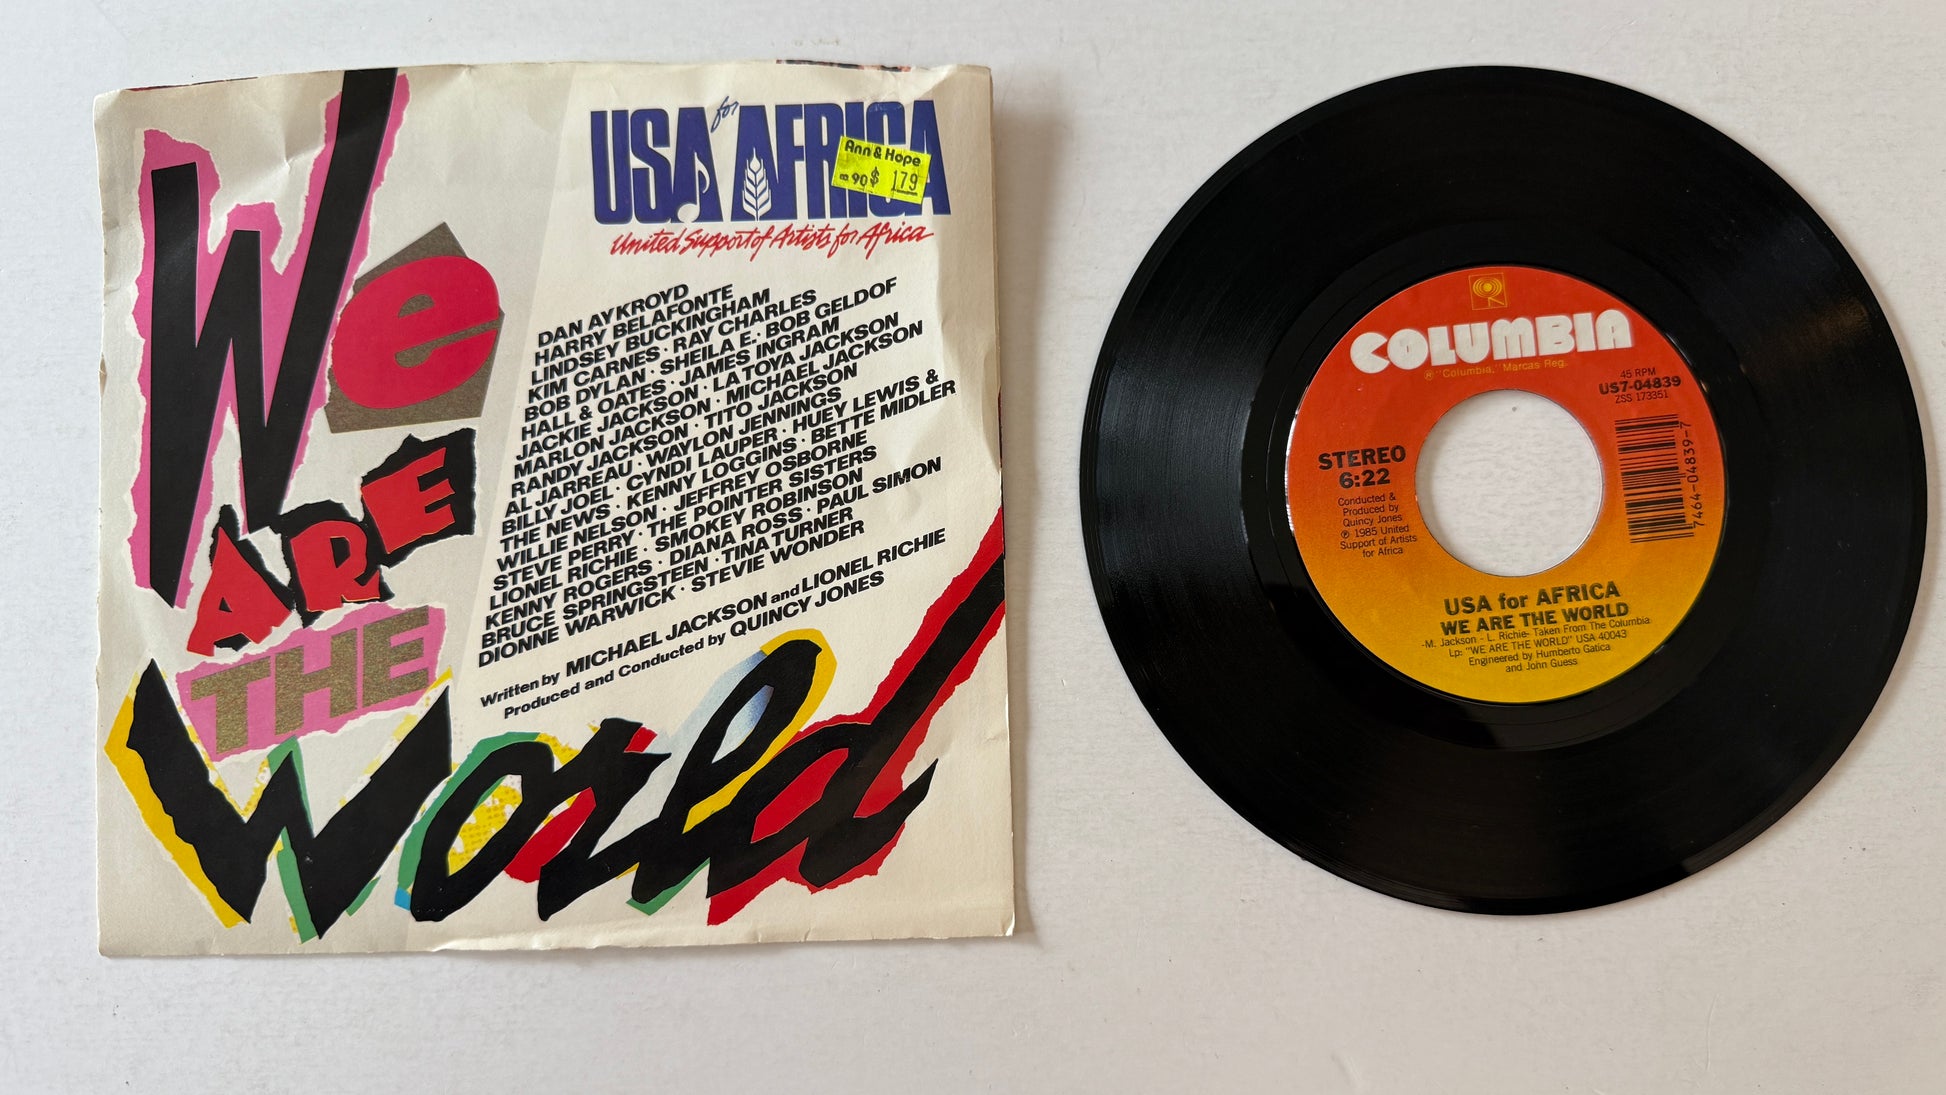 We
ARE
THE
World
USA for AFRICA
Ann & Hope
90 $ 179
United Support of Artists for Africa
DAN AYKROYD
HARRY BELAFONTE
LINDSEY BUCKINGHAM
KIM CARNES · RAY CHARLES
BOB DYLAN · SHEILA E. · BOB GELDOF
HALL & OATES · JAMES INGRAM
JACKIE JACKSON · LA TOYA JACKSON
MARLON JACKSON · MICHAEL JACKSON
RANDY JACKSON · TITO JACKSON
AL JARREAU · WAYLON JENNINGS
BILLY JOEL · CYNDI LAUPER · HUEY LEWIS &
THE NEWS · KENNY LOGGINS · BETTE MIDLER
WILLIE NELSON · JEFFREY OSBORNE
STEVE PERRY · THE POINTER SISTERS
LIONEL RICHIE · SMOKEY ROBINSON
KENNY ROGERS · DIANA ROSS · PAUL SIMON
BRUCE SPRINGSTEEN · TINA TURNER
DIONNE WARWICK · STEVIE WONDER
Written by MICHAEL JACKSON and LIONEL RICHIE
Produced and Conducted by QUINCY JONES
COLUMBIA
® "Columbia," Marcas Reg.
45 RPM
US7-04839
ZSS 173351
STEREO
6:22
Conducted &
Produced by
Quincy Jones
℗ 1985 United
Support of Artists
for Africa
7464-04839-7
USA for AFRICA
WE ARE THE WORLD
-M. Jackson - L. Richie- Taken From The Columbia
Lp: "WE ARE THE WORLD" USA 40043
Engineered by Humberto Gatica
and John Guess